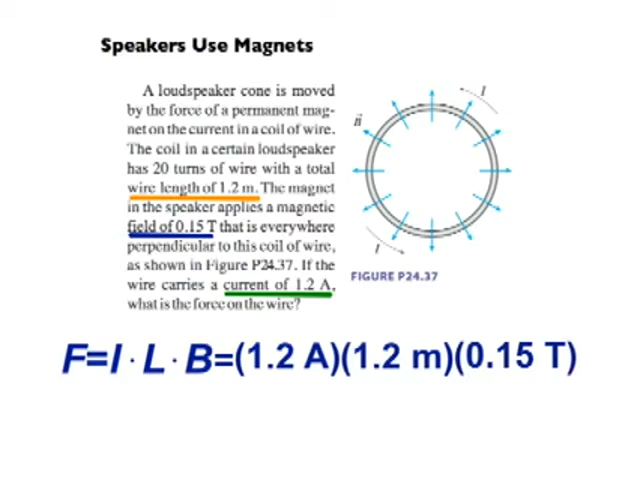 Speakers Use Magnets
A loudspeaker cone is moved
by the force of a permanent mag-
net on the current in a coil of wire.
The coil in a certain loudspeaker
has 20 turns of wire with a total
wire length of 1.2 m. The magnet
in the speaker applies a magnetic
field of 0.15 T that is everywhere
perpendicular to this coil of wire,
as shown in Figure P24.37. If the
wire carries a current of 1.2 A,
what is the force on the wire?
I
B
I
FIGURE P24.37
F=I · L · B=(1.2 A)(1.2 m)(0.15 T)